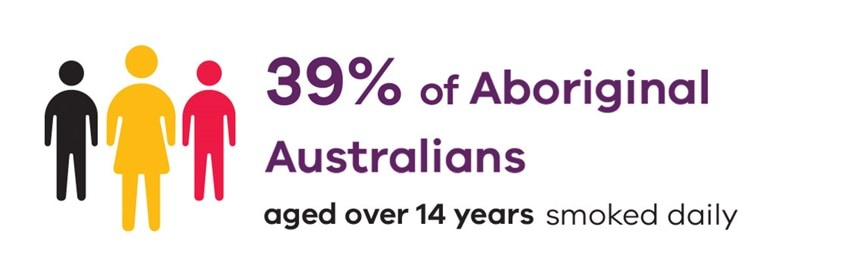 39% of Aboriginal
Australians
aged over 14 years smoked daily